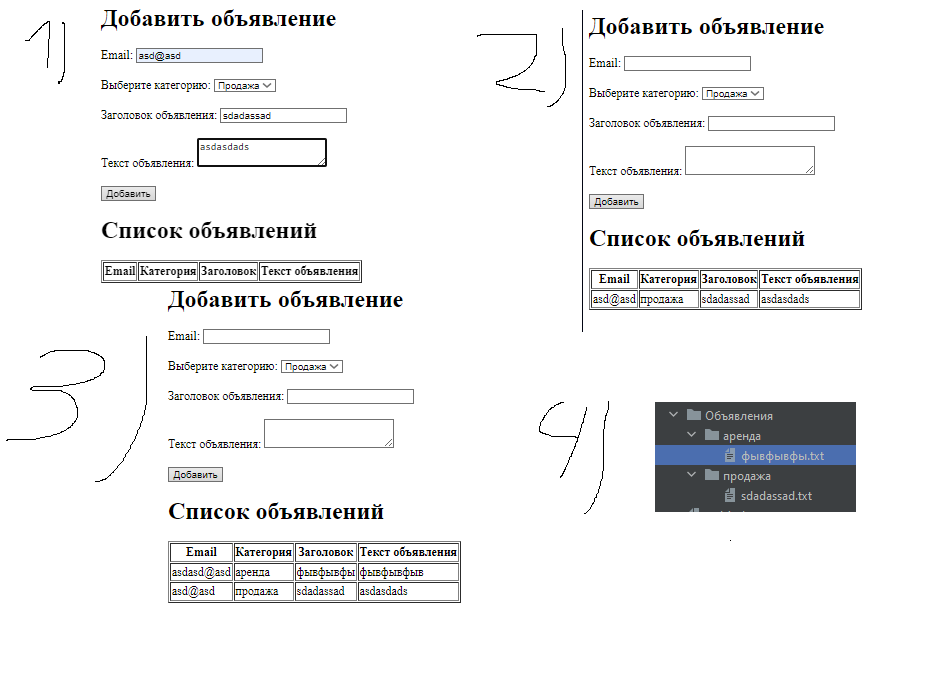 1)
Добавить объявление
Email: asd@asd
Выберите категорию: Продажа
Заголовок объявления: sdadassad
Текст объявления: asdasdads
Добавить
Список объявлений
Email Категория Заголовок Текст объявления
2)
Добавить объявление
Email:
Выберите категорию: Продажа
Заголовок объявления:
Текст объявления:
Добавить
Список объявлений
Email Категория Заголовок Текст объявления
asd@asd продажа sdadassad asdasdads
3)
Добавить объявление
Email:
Выберите категорию: Продажа
Заголовок объявления:
Текст объявления:
Добавить
Список объявлений
Email Категория Заголовок Текст объявления
asdasd@asd аренда фывфывфы фывфывфыв
asd@asd продажа sdadassad asdasdads
4)
Объявления
аренда
фывфывфы.txt
продажа
sdadassad.txt